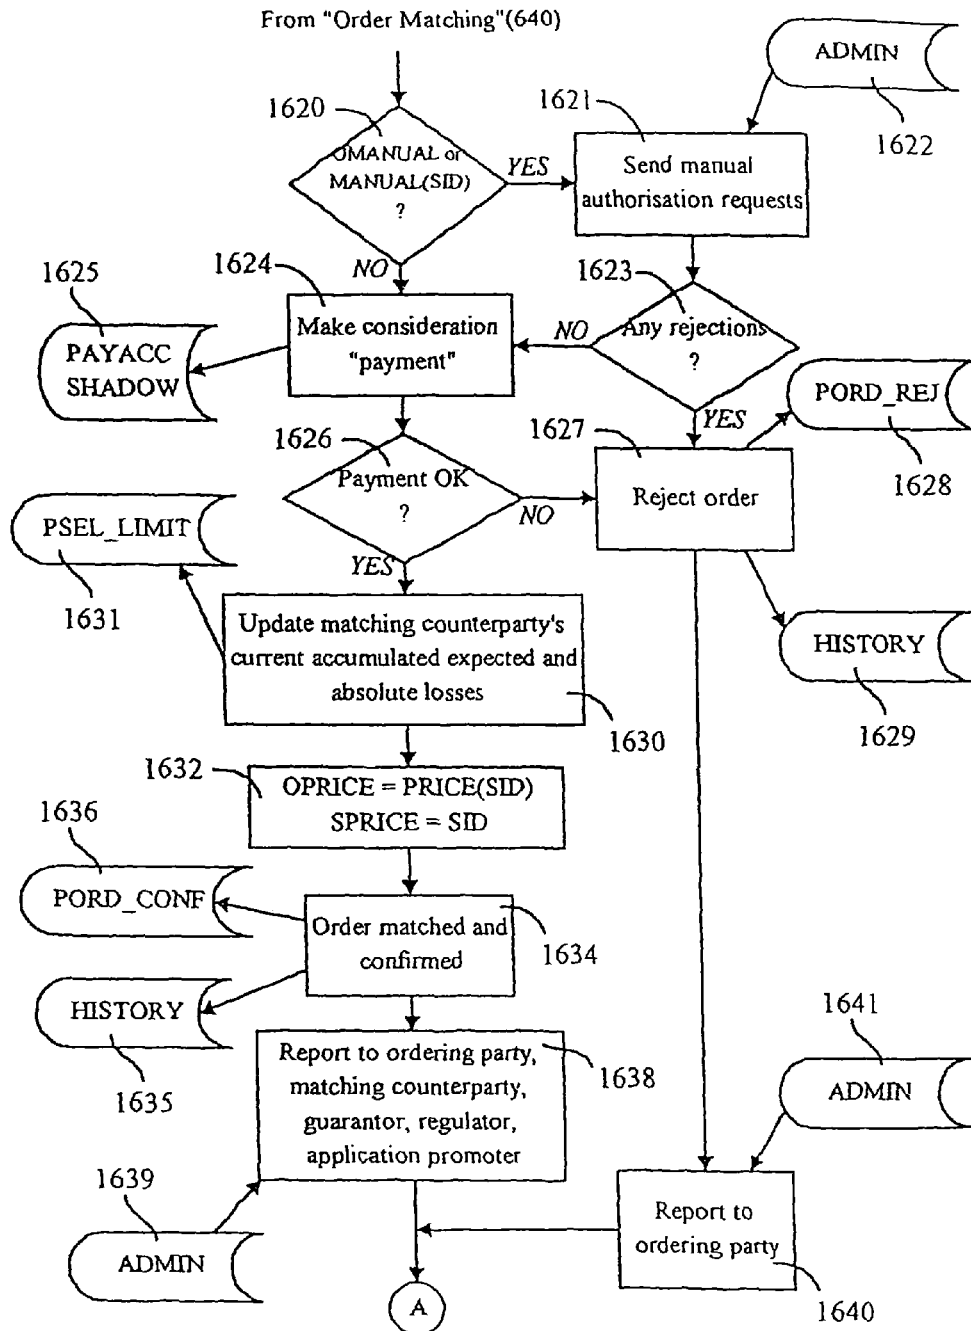 From "Order Matching"(640)
ADMIN
1622
1620
OMANUAL or
MANUAL(SID)
?
YES
NO
1621
Send manual
authorisation requests
1625
PAYACC
SHADOW
1624
Make consideration
"payment"
1623
Any rejections
?
NO
YES
PORD_REJ
1628
1626
Payment OK
?
NO
YES
1627
Reject order
PSEL_LIMIT
1631
Update matching counterparty's
current accumulated expected and
absolute losses
1630
HISTORY
1629
1632
OPRICE = PRICE(SID)
SPRICE = SID
1636
PORD_CONF
Order matched and
confirmed
1634
HISTORY
1635
Report to ordering party,
matching counterparty,
guarantor, regulator,
application promoter
1638
1641
ADMIN
1639
ADMIN
Report to
ordering party
1640
A